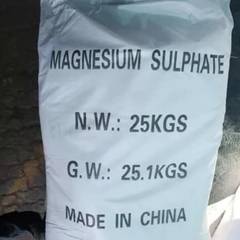 MAGNESIUM SULPHATE
N.W.: 25KGS
G.W.: 25.1KGS
MADE IN CHINA